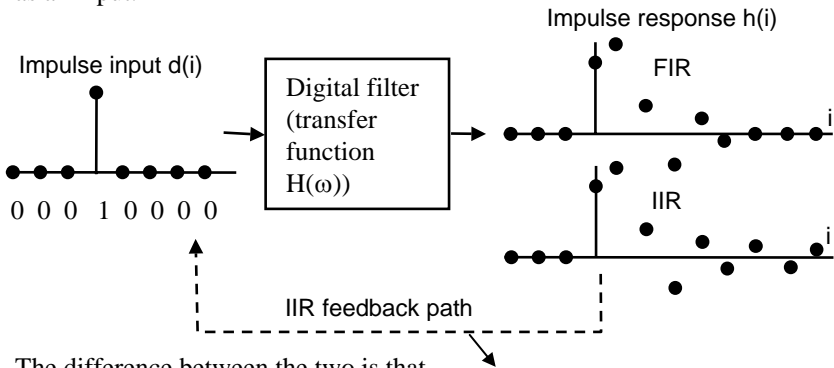 Impulse response h(i)
Impulse input d(i)
FIR
Digital filter
(transfer
function
H(ω))
i
IIR
i
0 0 0 1 0 0 0 0
IIR feedback path
The difference between the two is that